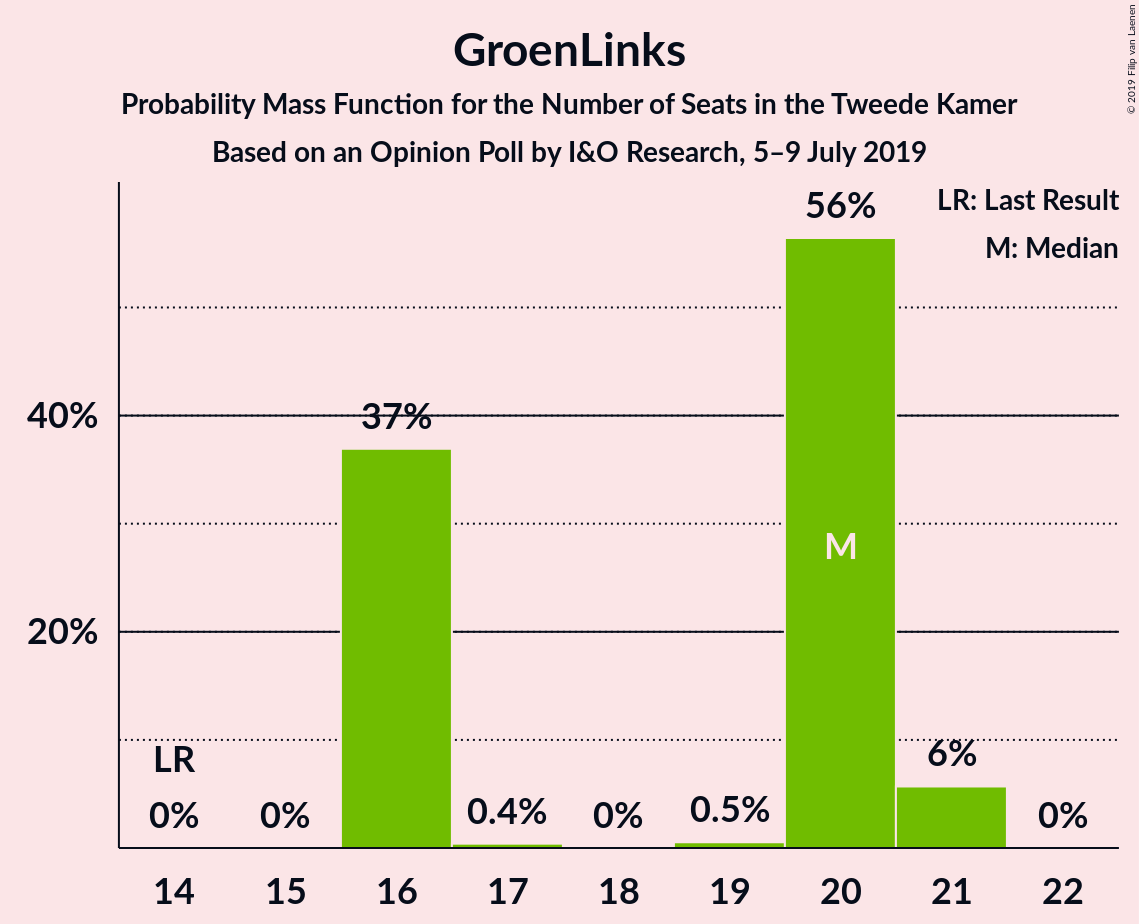 GroenLinks
Probability Mass Function for the Number of Seats in the Tweede Kamer
Based on an Opinion Poll by I&O Research, 5–9 July 2019
© 2019 Filip van Laenen
LR: Last Result
M: Median
56%
40%
37%
M
20%
LR
6%
0%
0%
0.4%
0%
0.5%
0%
14 15 16 17 18 19 20 21 22